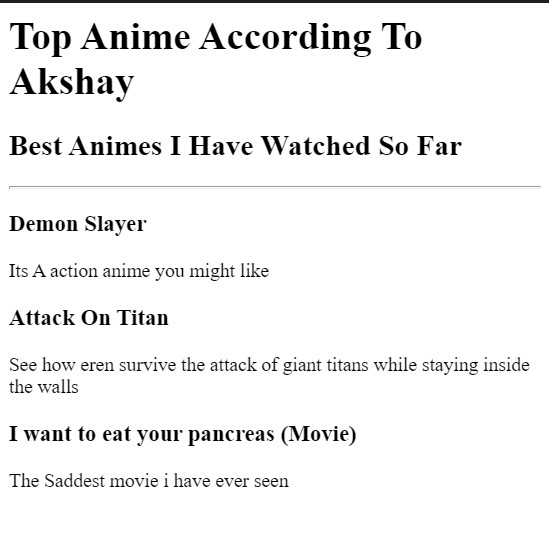 Top Anime According To
Akshay
Best Animes I Have Watched So Far
Demon Slayer
Its A action anime you might like
Attack On Titan
See how eren survive the attack of giant titans while staying inside
the walls
I want to eat your pancreas (Movie)
The Saddest movie i have ever seen